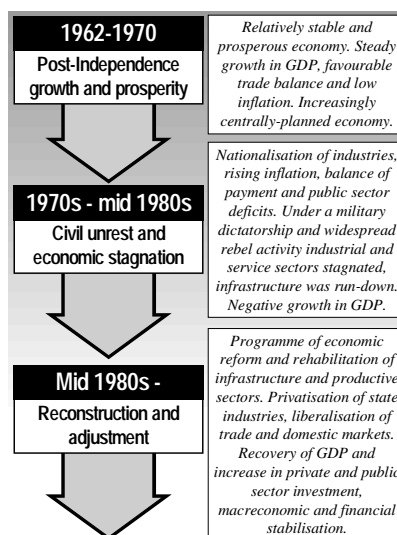 1962-1970
Post-Independence
growth and prosperity
Relatively stable and
prosperous economy. Steady
growth in GDP, favourable
trade balance and low
inflation. Increasingly
centrally-planned economy.
1970s - mid 1980s
Civil unrest and
economic stagnation
Nationalisation of industries,
rising inflation, balance of
payment and public sector
deficits. Under a military
dictatorship and widespread
rebel activity industrial and
service sectors stagnated,
infrastructure was run-down.
Negative growth in GDP.
Mid 1980s -
Reconstruction and
adjustment
Programme of economic
reform and rehabilitation of
infrastructure and productive
sectors. Privatisation of state
industries, liberalisation of
trade and domestic markets.
Recovery of GDP and
increase in private and public
sector investment,
macreconomic and financial
stabilisation.